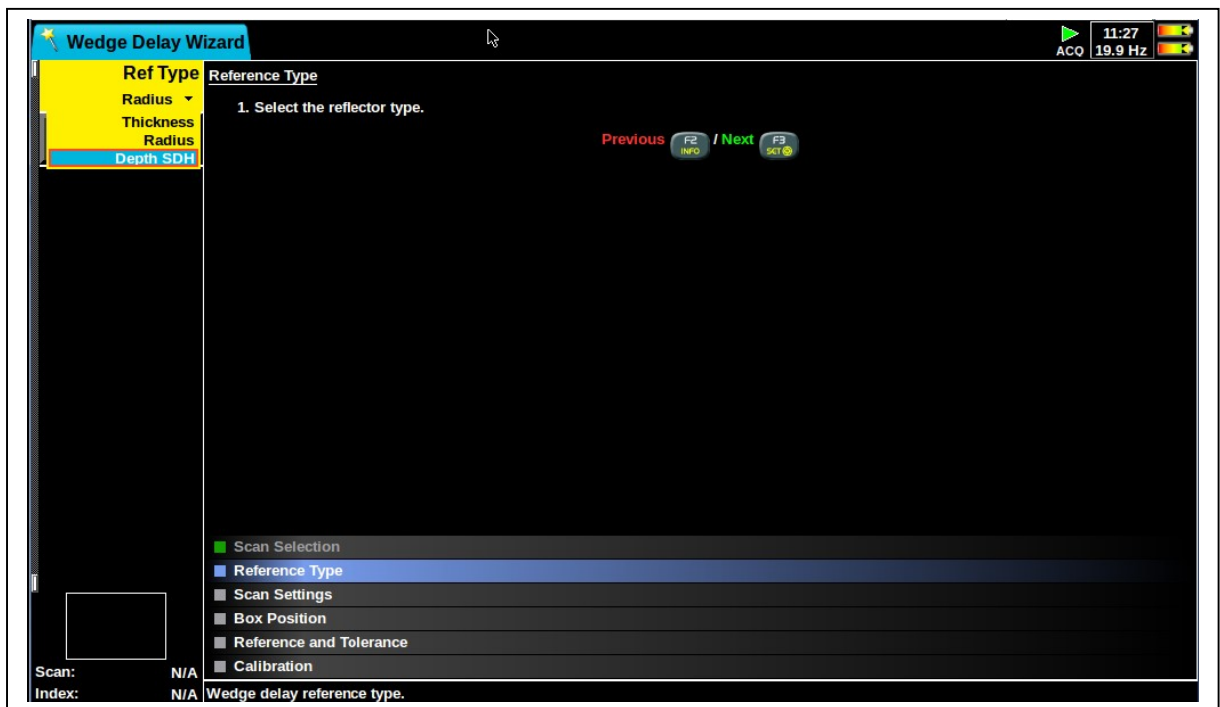 Wedge Delay Wizard
11:27
ACQ 19.9 Hz
Ref Type
Radius
Thickness
Radius
Depth SDH
Reference Type
1. Select the reflector type.
Previous F2 INFO / Next F3 SET
Scan Selection
Reference Type
Scan Settings
Box Position
Reference and Tolerance
Calibration
Scan: N/A
Index: N/A
Wedge delay reference type.